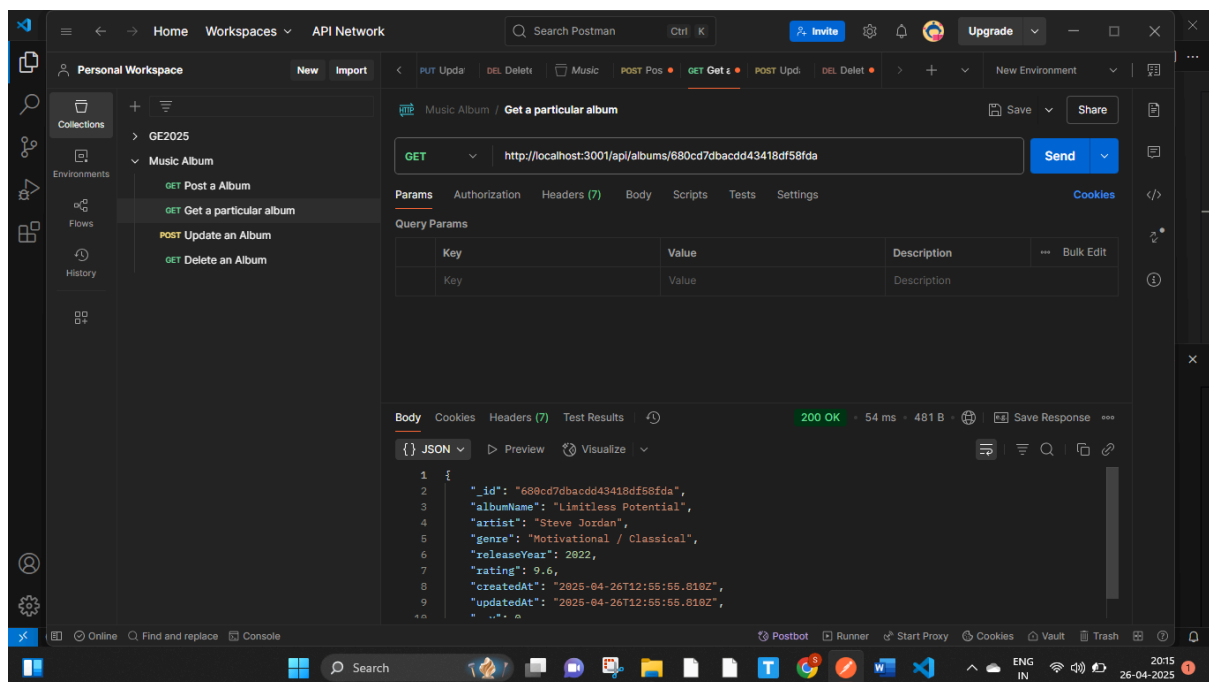 Home Workspaces API Network Search Postman Ctrl K Invite Upgrade
Personal Workspace New Import PUT Updat DEL Delete Music POST Pos GET Get a POST Upd DEL Delet New Environment
Collections
Environments
Flows
History
GE2025
Music Album
GET Post a Album
GET Get a particular album
POST Update an Album
GET Delete an Album
HTTP Music Album / Get a particular album Save Share
GET http://localhost:3001/api/albums/680cd7dbacdd43418df58fda Send
Params Authorization Headers (7) Body Scripts Tests Settings Cookies
Query Params
Key Value Description Bulk Edit
Key Value Description
Body Cookies Headers (7) Test Results 200 OK 54 ms 481 B e.g. Save Response
{} JSON Preview Visualize
1 {
2 "_id": "680cd7dbacdd43418df58fda",
3 "albumName": "Limitless Potential",
4 "artist": "Steve Jordan",
5 "genre": "Motivational / Classical",
6 "releaseYear": 2022,
7 "rating": 9.6,
8 "createdAt": "2025-04-26T12:55:55.810Z",
9 "updatedAt": "2025-04-26T12:55:55.810Z",
10 "__v": 0
Online Find and replace Console Postbot Runner Start Proxy Cookies Vault Trash
Search ENG IN 20:15 26-04-2025 1